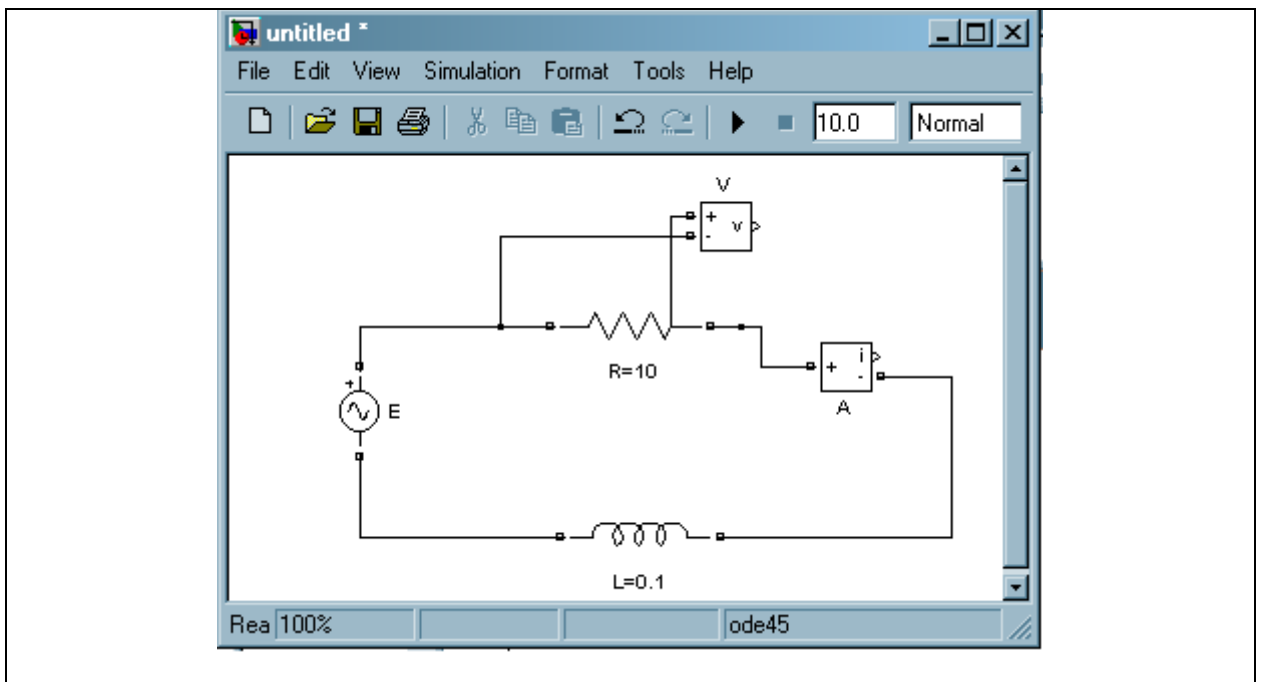 untitled *
File Edit View Simulation Format Tools Help
10.0 Normal
V
+ v
-
R=10
+ i
-
A
+
E
L=0.1
Rea 100% ode45